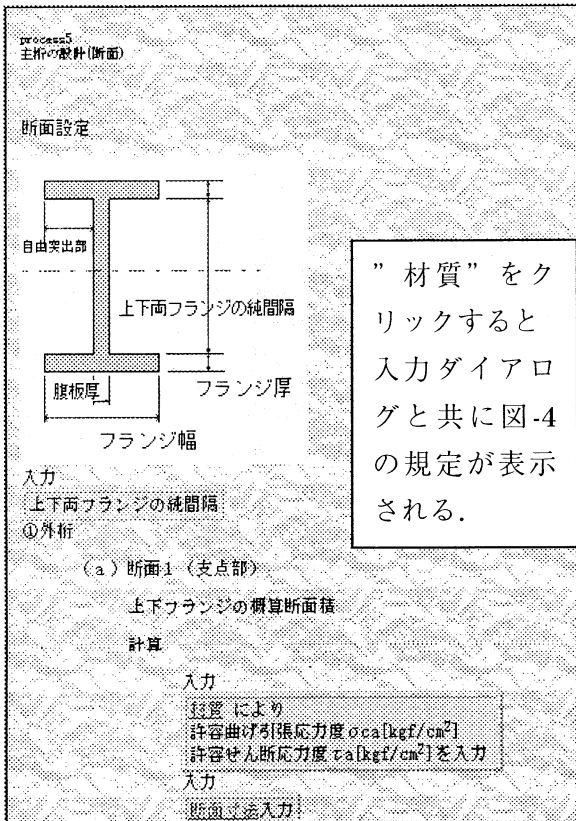 process5
主桁の設計(断面)
断面設定
自由突出部
上下両フランジの純間隔
腹板厚
フランジ厚
フランジ幅
”材質”をク
リックすると
入力ダイアロ
グと共に図-4
の規定が表示
される.
入力
上下両フランジの純間隔
①外桁
(a)断面1(支点部)
上下フランジの概算断面積
計算
入力
材質 により
許容曲げ引張応力度σca[kgf/cm²]
許容せん断応力度τa[kgf/cm²]を入力
入力
断面寸法入力